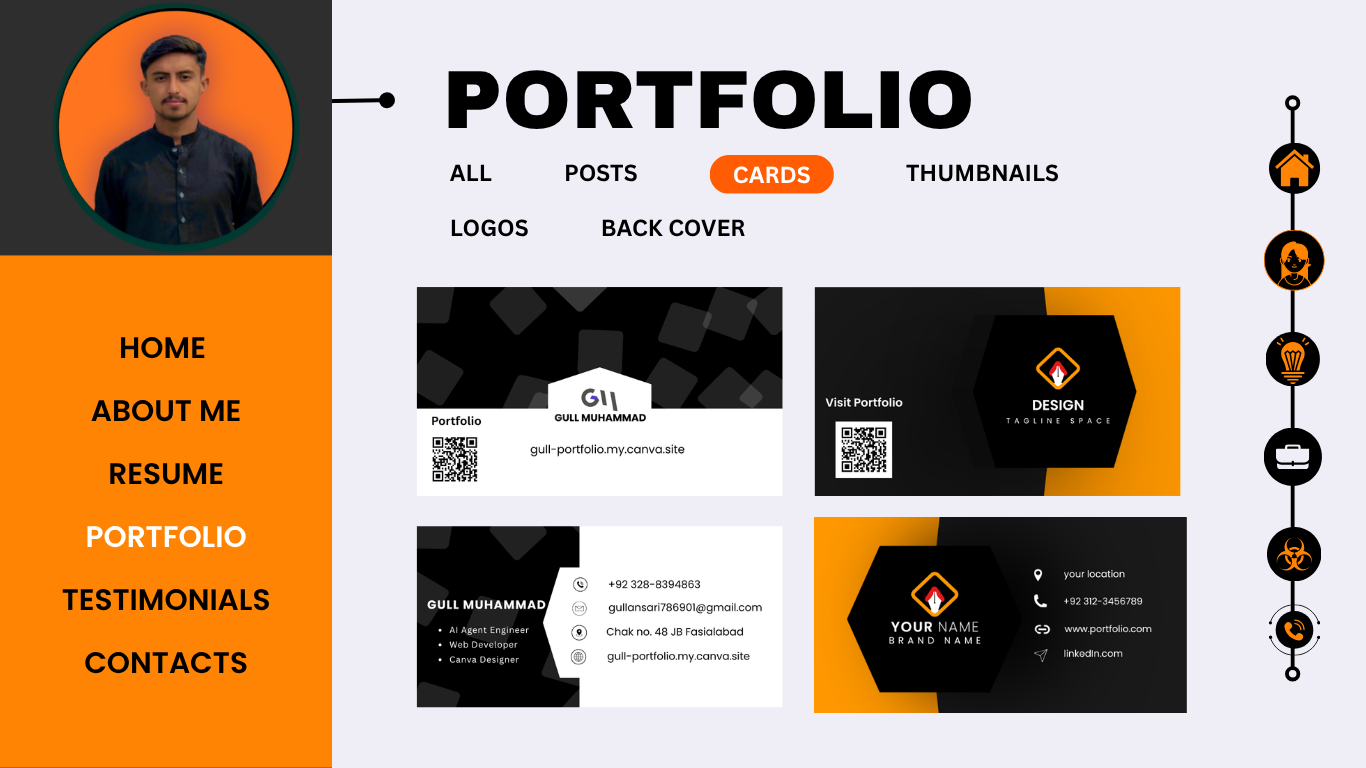 PORTFOLIO
ALL POSTS CARDS THUMBNAILS
LOGOS BACK COVER
HOME
ABOUT ME
RESUME
PORTFOLIO
TESTIMONIALS
CONTACTS
GULL MUHAMMAD
Portfolio
gull-portfolio.my.canva.site
Visit Portfolio
DESIGN
TAGLINE SPACE
GULL MUHAMMAD
• AI Agent Engineer
• Web Developer
• Canva Designer
+92 328-8394863
gullansari786901@gmail.com
Chak no. 48 JB Fasialabad
gull-portfolio.my.canva.site
YOUR NAME
BRAND NAME
your location
+92 312-3456789
www.portfolio.com
linkedIn.com